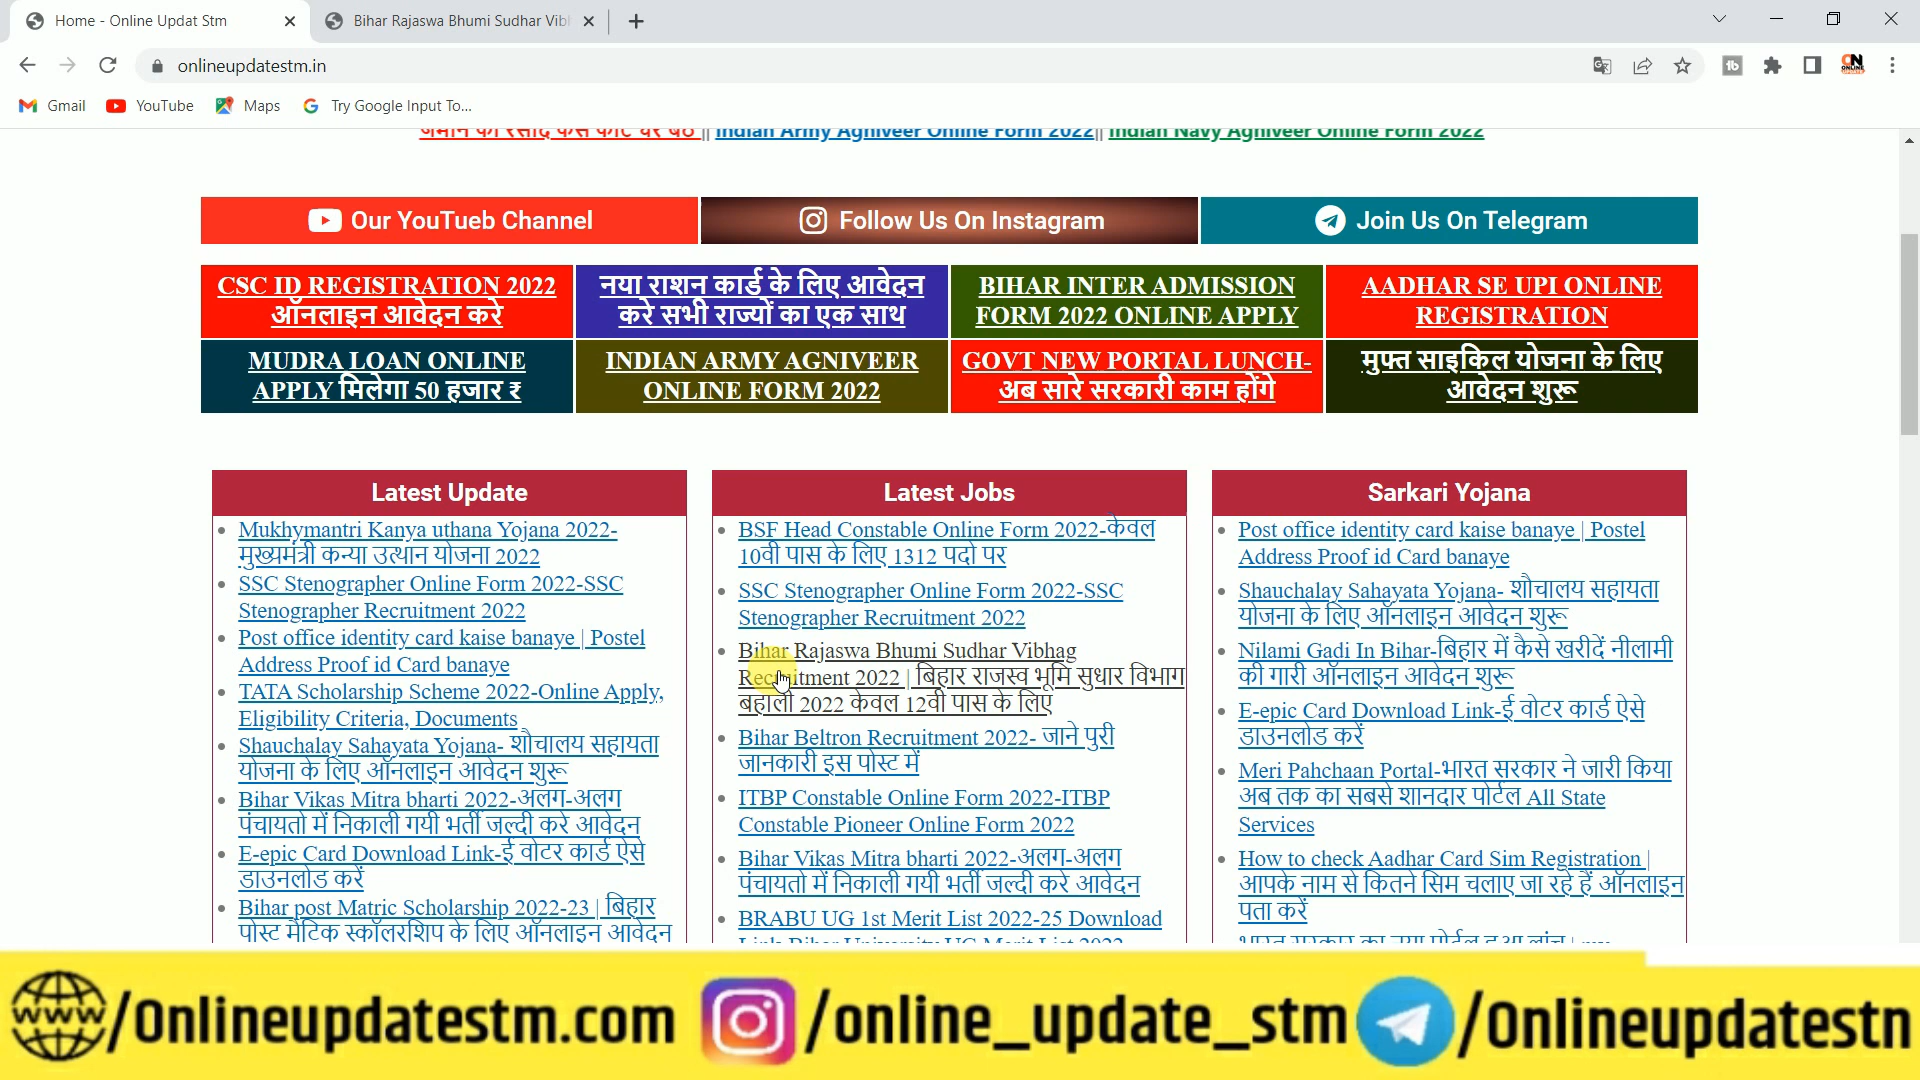 Home - Online Updat Stm
Bihar Rajaswa Bhumi Sudhar Vibh
onlineupdatestm.in
Gmail
YouTube
Maps
Try Google Input To...
Indian Army Agniveer Online Form 2022|| Indian Navy Agniveer Online Form 2022
Our YouTueb Channel
Follow Us On Instagram
Join Us On Telegram
CSC ID REGISTRATION 2022
ऑनलाइन आवेदन करे
नया राशन कार्ड के लिए आवेदन
करे सभी राज्यों का एक साथ
BIHAR INTER ADMISSION
FORM 2022 ONLINE APPLY
AADHAR SE UPI ONLINE
REGISTRATION
MUDRA LOAN ONLINE
APPLY मिलेगा 50 हजार ₹
INDIAN ARMY AGNIVEER
ONLINE FORM 2022
GOVT NEW PORTAL LUNCH-
अब सारे सरकारी काम होंगे
मुफ्त साइकिल योजना के लिए
आवेदन शुरू
Latest Update
Mukhymantri Kanya uthana Yojana 2022-
मुख्यमंत्री कन्या उत्थान योजना 2022
SSC Stenographer Online Form 2022-SSC
Stenographer Recruitment 2022
Post office identity card kaise banaye | Postel
Address Proof id Card banaye
TATA Scholarship Scheme 2022-Online Apply,
Eligibility Criteria, Documents
Shauchalay Sahayata Yojana- शौचालय सहायता
योजना के लिए ऑनलाइन आवेदन शुरू
Bihar Vikas Mitra bharti 2022-अलग-अलग
पंचायतो में निकाली गयी भर्ती जल्दी करे आवेदन
E-epic Card Download Link-ई वोटर कार्ड ऐसे
डाउनलोड करें
Bihar post Matric Scholarship 2022-23 | बिहार
पोस्ट मैटिक स्कॉलरशिप के लिए ऑनलाइन आवेदन
Latest Jobs
BSF Head Constable Online Form 2022-केवल
10वी पास के लिए 1312 पदो पर
SSC Stenographer Online Form 2022-SSC
Stenographer Recruitment 2022
Bihar Rajaswa Bhumi Sudhar Vibhag
Recruitment 2022 | बिहार राजस्व भूमि सुधार विभाग
बहाली 2022 केवल 12वी पास के लिए
Bihar Beltron Recruitment 2022- जाने पुरी
जानकारी इस पोस्ट में
ITBP Constable Online Form 2022-ITBP
Constable Pioneer Online Form 2022
Bihar Vikas Mitra bharti 2022-अलग-अलग
पंचायतो में निकाली गयी भर्ती जल्दी करे आवेदन
BRABU UG 1st Merit List 2022-25 Download
Link Bihar University UG Merit List 2022
Sarkari Yojana
Post office identity card kaise banaye | Postel
Address Proof id Card banaye
Shauchalay Sahayata Yojana- शौचालय सहायता
योजना के लिए ऑनलाइन आवेदन शुरू
Nilami Gadi In Bihar-बिहार में कैसे खरीदें नीलामी
की गारी ऑनलाइन आवेदन शुरू
E-epic Card Download Link-ई वोटर कार्ड ऐसे
डाउनलोड करें
Meri Pahchaan Portal-भारत सरकार ने जारी किया
अब तक का सबसे शानदार पोर्टल All State
Services
How to check Aadhar Card Sim Registration |
आपके नाम से कितने सिम चलाए जा रहे हैं ऑनलाइन
पता करें
www /Onlineupdatestm.com
/online_update_stm
/Onlineupdatestn